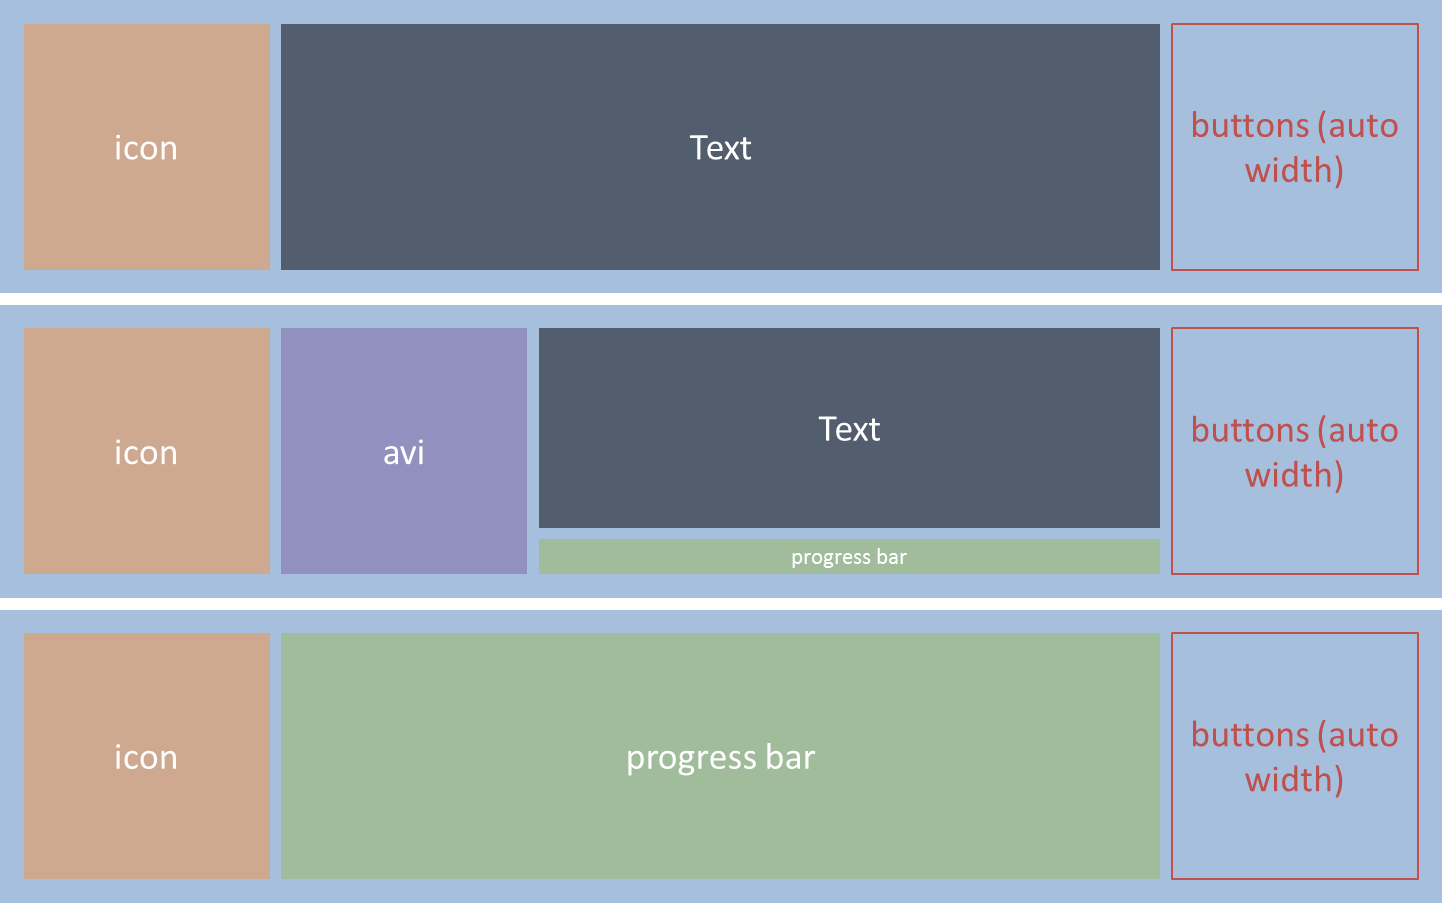 icon
Text
buttons (auto
width)
icon
avi
Text
progress bar
buttons (auto
width)
icon
progress bar
buttons (auto
width)